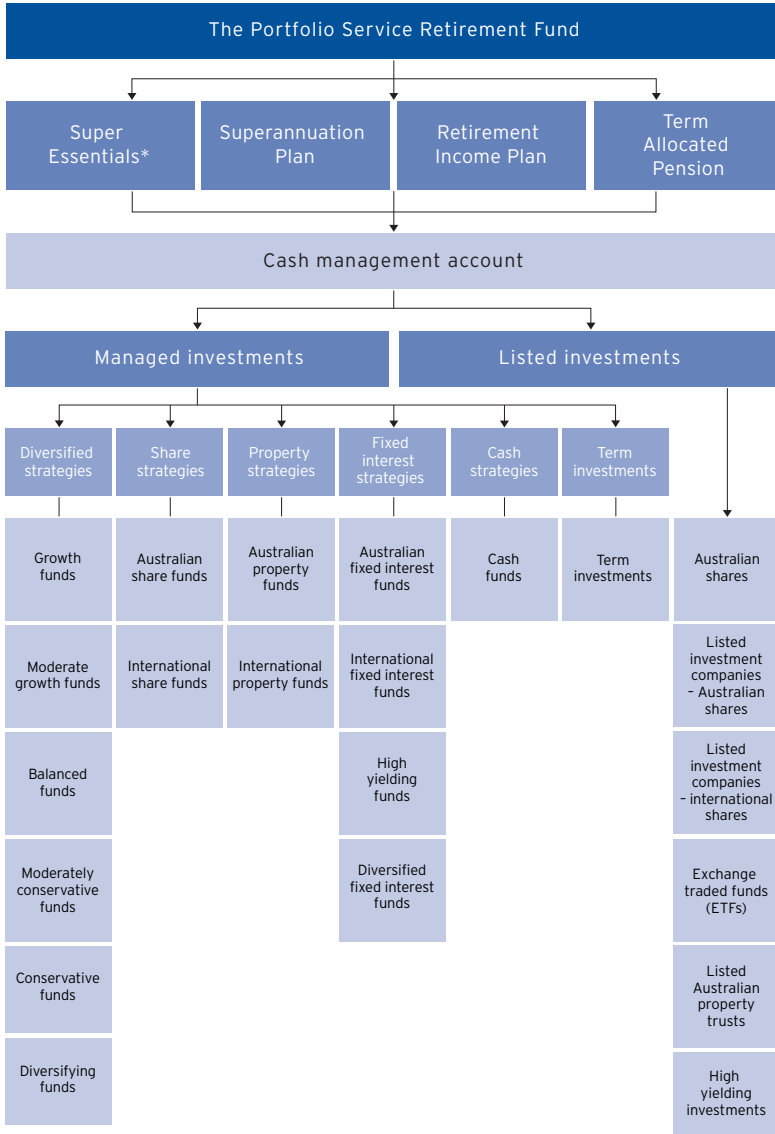 The Portfolio Service Retirement Fund
Super
Essentials*
Superannuation
Plan
Retirement
Income Plan
Term
Allocated
Pension
Cash management account
Managed investments
Listed investments
Diversified
strategies
Share
strategies
Property
strategies
Fixed
interest
strategies
Cash
strategies
Term
investments
Growth
funds
Australian
share funds
Australian
property
funds
Australian
fixed interest
funds
Cash
funds
Term
investments
Australian
shares
Moderate
growth funds
International
share funds
International
property funds
International
fixed interest
funds
Listed
investment
companies
– Australian
shares
Balanced
funds
High
yielding
funds
Listed
investment
companies
– international
shares
Moderately
conservative
funds
Diversified
fixed interest
funds
Exchange
traded funds
(ETFs)
Conservative
funds
Listed
Australian
property
trusts
Diversifying
funds
High
yielding
investments